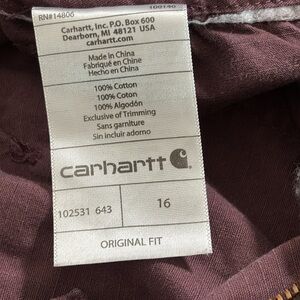 RN#14806
100140
Carhartt, Inc. P.O. Box 600
Dearborn, MI 48121 USA
carhartt.com
Made in China
Fabriqué en Chine
Hecho en China
100% Cotton
100% Coton
100% Algodón
Exclusive of Trimming
Sans garniture
Sin incluir adorno
carhartt
102531 643
16
ORIGINAL FIT